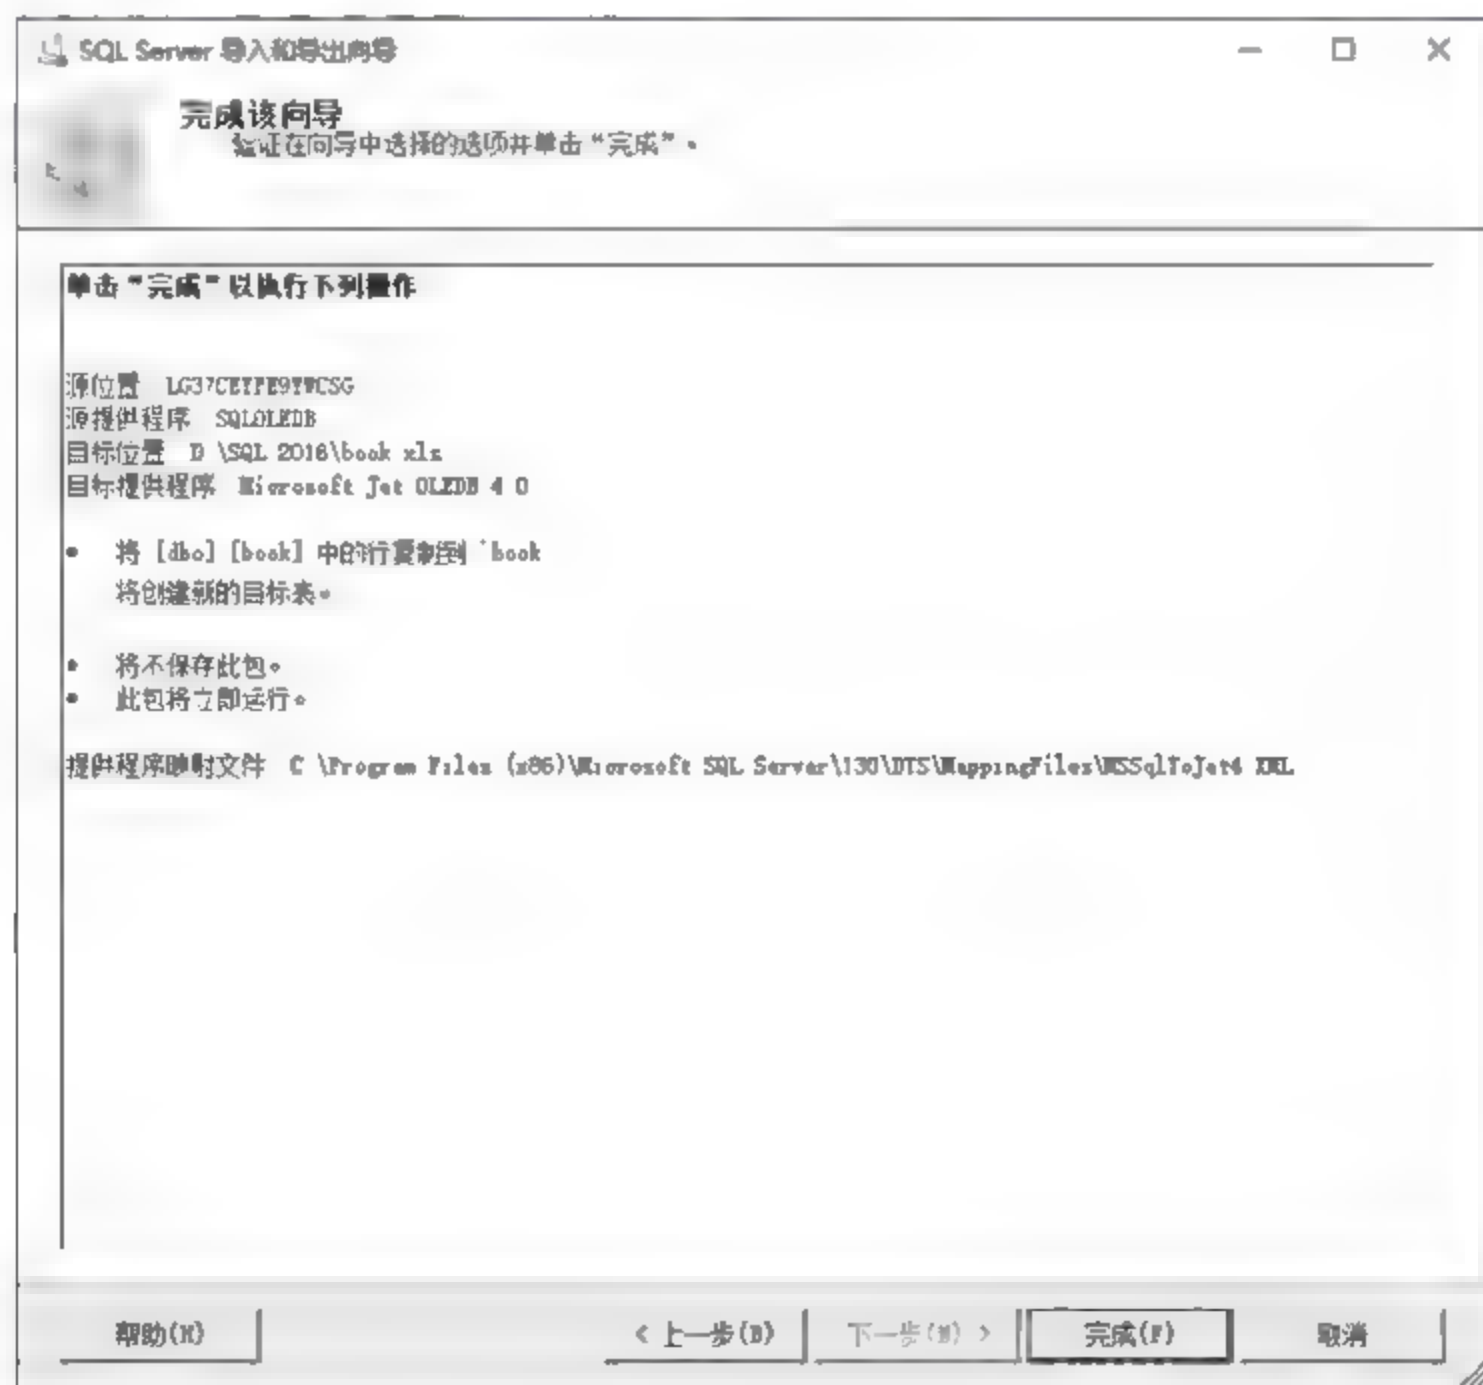 SQL Server 导入和导出向导
完成该向导
验证在向导中选择的选项并单击“完成”。
单击“完成”以执行下列操作
源位置 LG37CEYFE9YWCSG
源提供程序 SQLOLEDB
目标位置 D \SQL 2016\book xls
目标提供程序 Microsoft Jet OLEDB 4 0
• 将 [dbo] [book] 中的行复制到 `book
将创建新的目标表。
• 将不保存此包。
• 此包将立即运行。
提供程序映射文件 C \Program Files (x86)\Microsoft SQL Server\130\DTS\MappingFiles\MSSqlToJet4 XML
帮助(H)
< 上一步(B)
下一步(N) >
完成(F)
取消